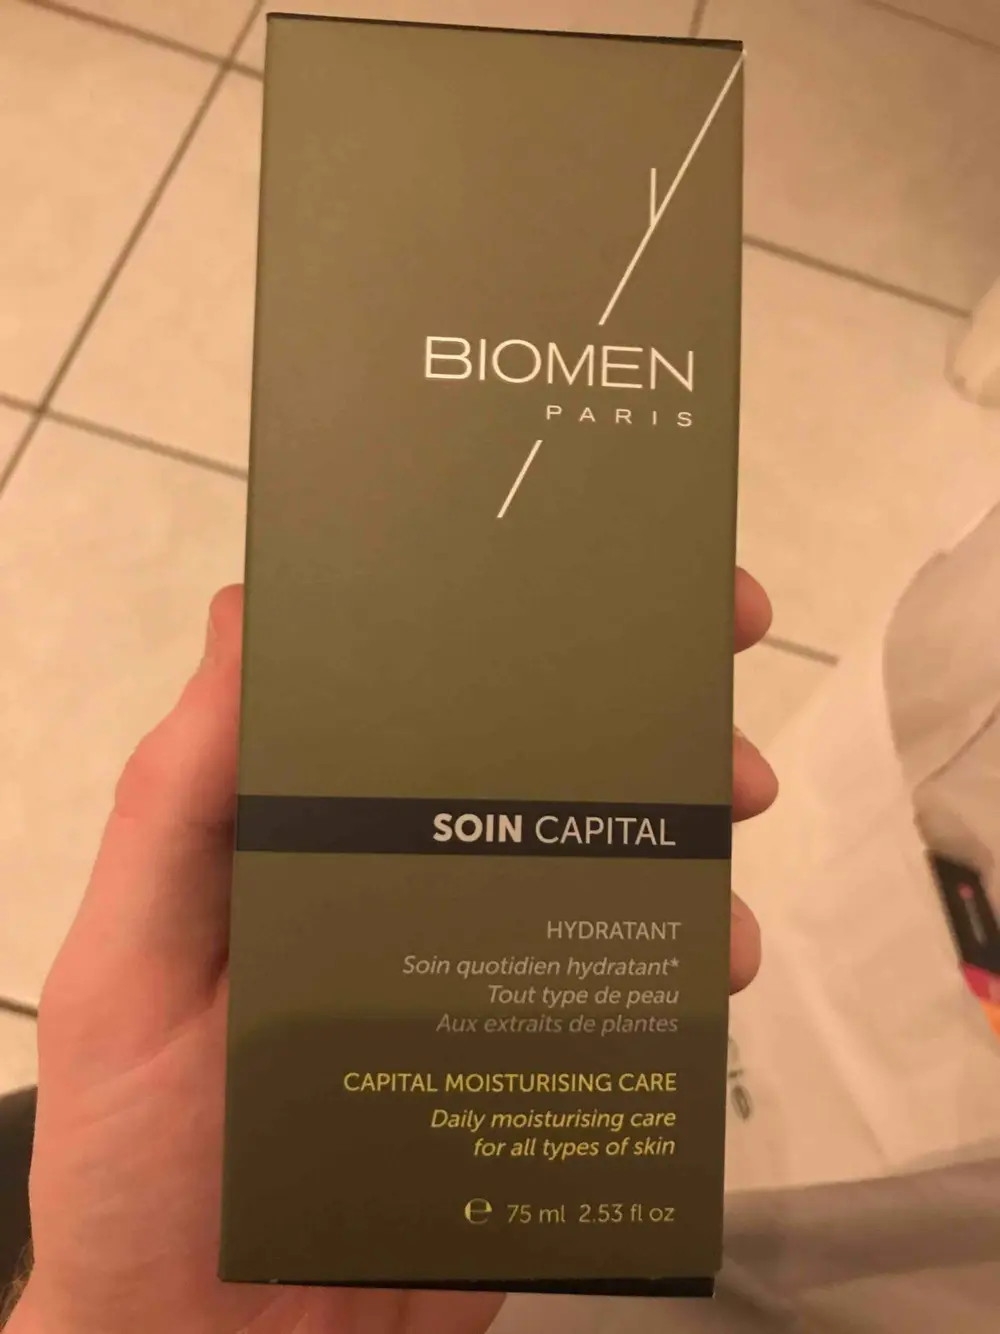 BIOMEN
PARIS
SOIN CAPITAL
HYDRATANT
Soin quotidien hydratant*
Tout type de peau
Aux extraits de plantes
CAPITAL MOISTURISING CARE
Daily moisturising care
for all types of skin
℮ 75 ml 2.53 fl oz